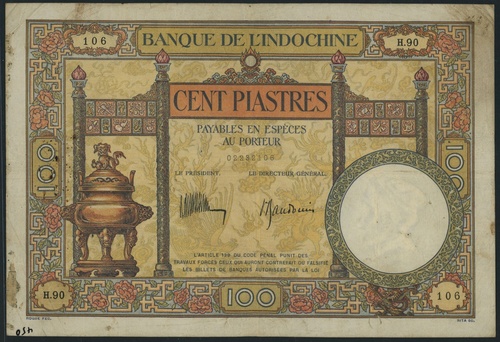 106
BANQUE DE L'INDOCHINE
H.90
CENT PIASTRES
PAYABLES EN ESPÈCES
AU PORTEUR
LE PRÉSIDENT.
LE DIRECTEUR-GÉNÉRAL.
100
100
L'ARTICLE 139 DU CODE PÉNAL PUNIT DES
TRAVAUX FORCÉS CEUX QUI AURONT CONTREFAIT OU FALSIFIÉ
LES BILLETS DE BANQUES AUTORISÉES PAR LA LOI
H.90
100
106
450